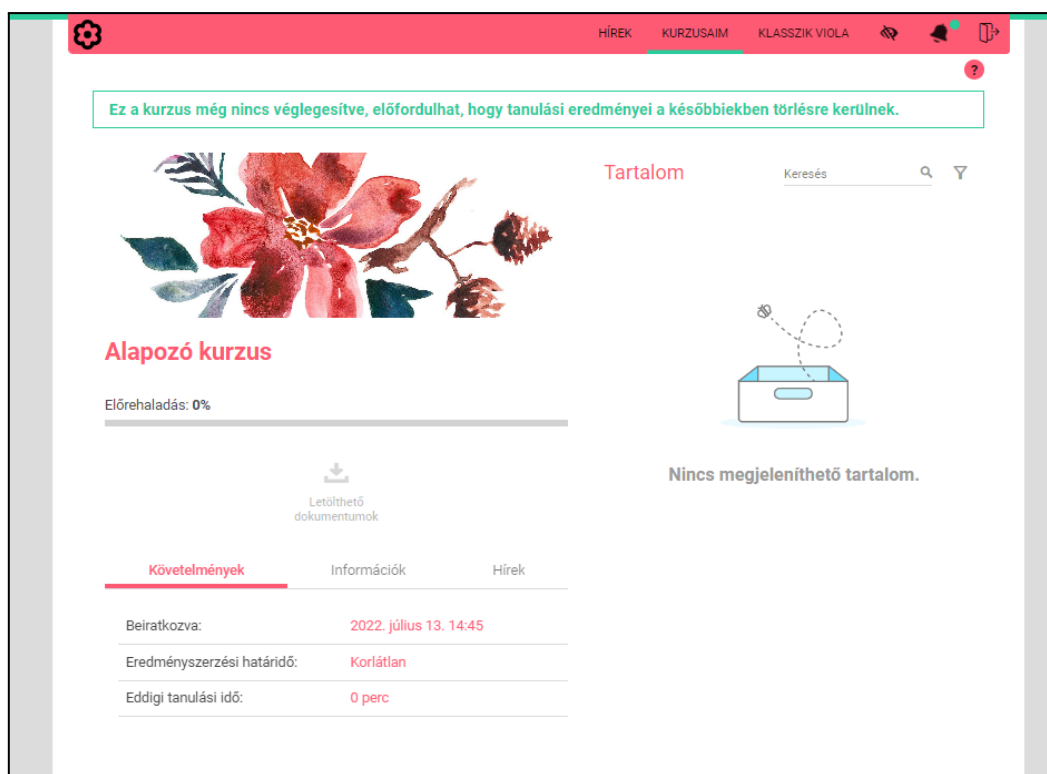 HÍREK KURZUSAIM KLASSZIK VIOLA
?
Ez a kurzus még nincs véglegesítve, előfordulhat, hogy tanulási eredményei a későbbiekben törlésre kerülnek.
Tartalom
Keresés
Alapozó kurzus
Előrehaladás: 0%
Letölthető
dokumentumok
Követelmények Információk Hírek
Beiratkozva: 2022. július 13. 14:45
Eredményszerzési határidő: Korlátlan
Eddigi tanulási idő: 0 perc
Nincs megjeleníthető tartalom.